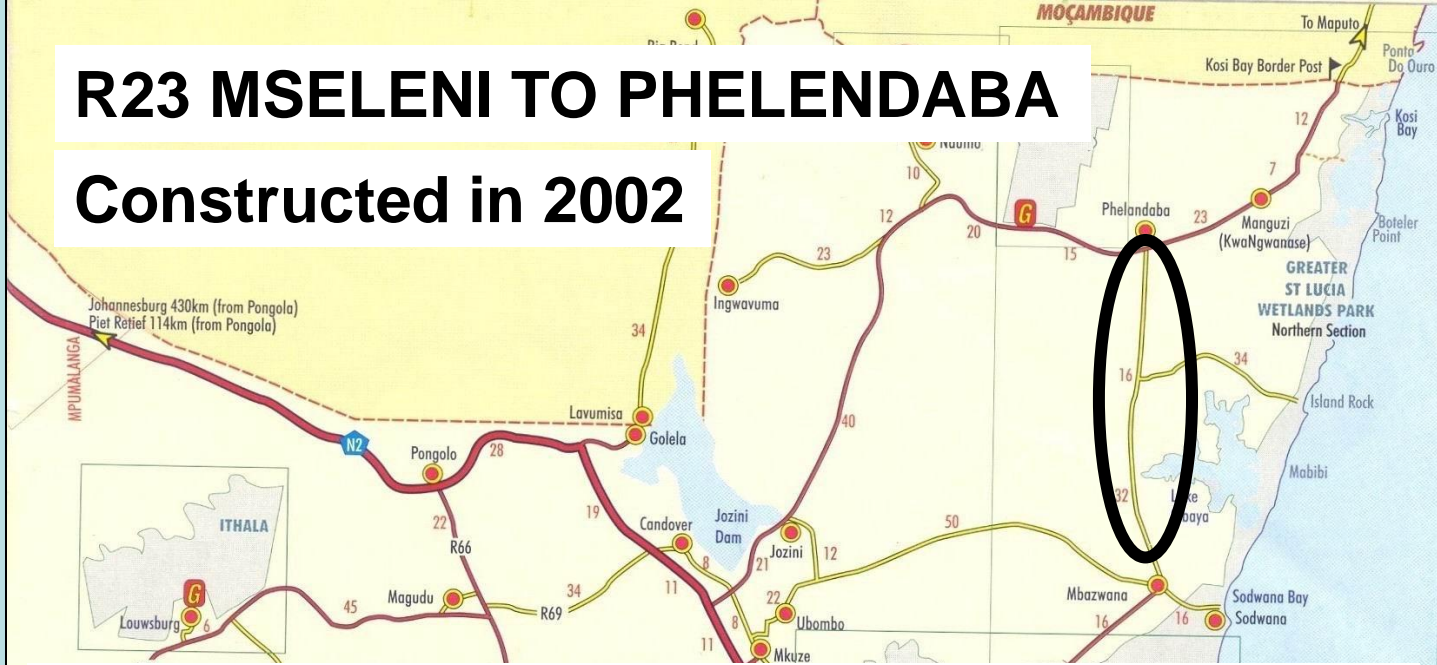 MOÇAMBIQUE
To Maputo
Ponta
Do Ouro
Kosi Bay Border Post
R23 MSELENI TO PHELENDABA
Constructed in 2002
Kosi
Bay
12
7
10
Phelandaba
12
20
G
15
23
Manguzi
(KwaNgwanase)
Boteler
Point
23
Ingwavuma
GREATER
ST LUCIA
WETLANDS PARK
Northern Section
Johannesburg 430km (from Pongola)
Piet Retief 114km (from Pongola)
MPUMALANGA
34
16
34
Island Rock
Lavumisa
Golela
40
N2
Pongolo
28
Mabibi
ITHALA
22
R66
19
Candover
Jozini
Dam
Jozini
12
50
32
8
21
G
Louwsburg
6
45
Magudu
34
R69
11
22
Ubombo
Mbazwana
16
16
Sodwana Bay
Sodwana
8
11
Mkuze